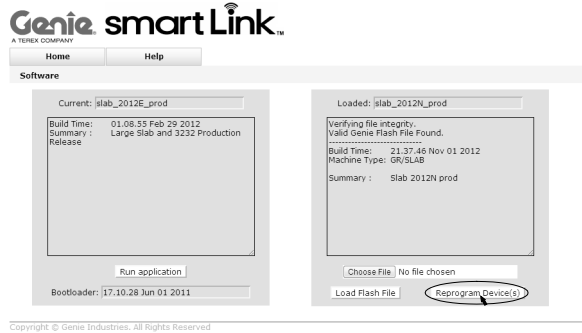 Genie. smartLink™
A TEREX COMPANY
Home Help
Software
Current: slab_2012E_prod
Build Time: 01.08.55 Feb 29 2012
Summary : Large Slab and 3232 Production
Release
Run application
Bootloader: 17.10.28 Jun 01 2011
Loaded: slab_2012N_prod
Verifying file integrity.
Valid Genie Flash File Found.
----------------------------
Build Time: 21.37.46 Nov 01 2012
Machine Type: GR/SLAB
Summary : Slab 2012N prod
Choose File No file chosen
Load Flash File Reprogram Device(s)
Copyright © Genie Industries. All Rights Reserved